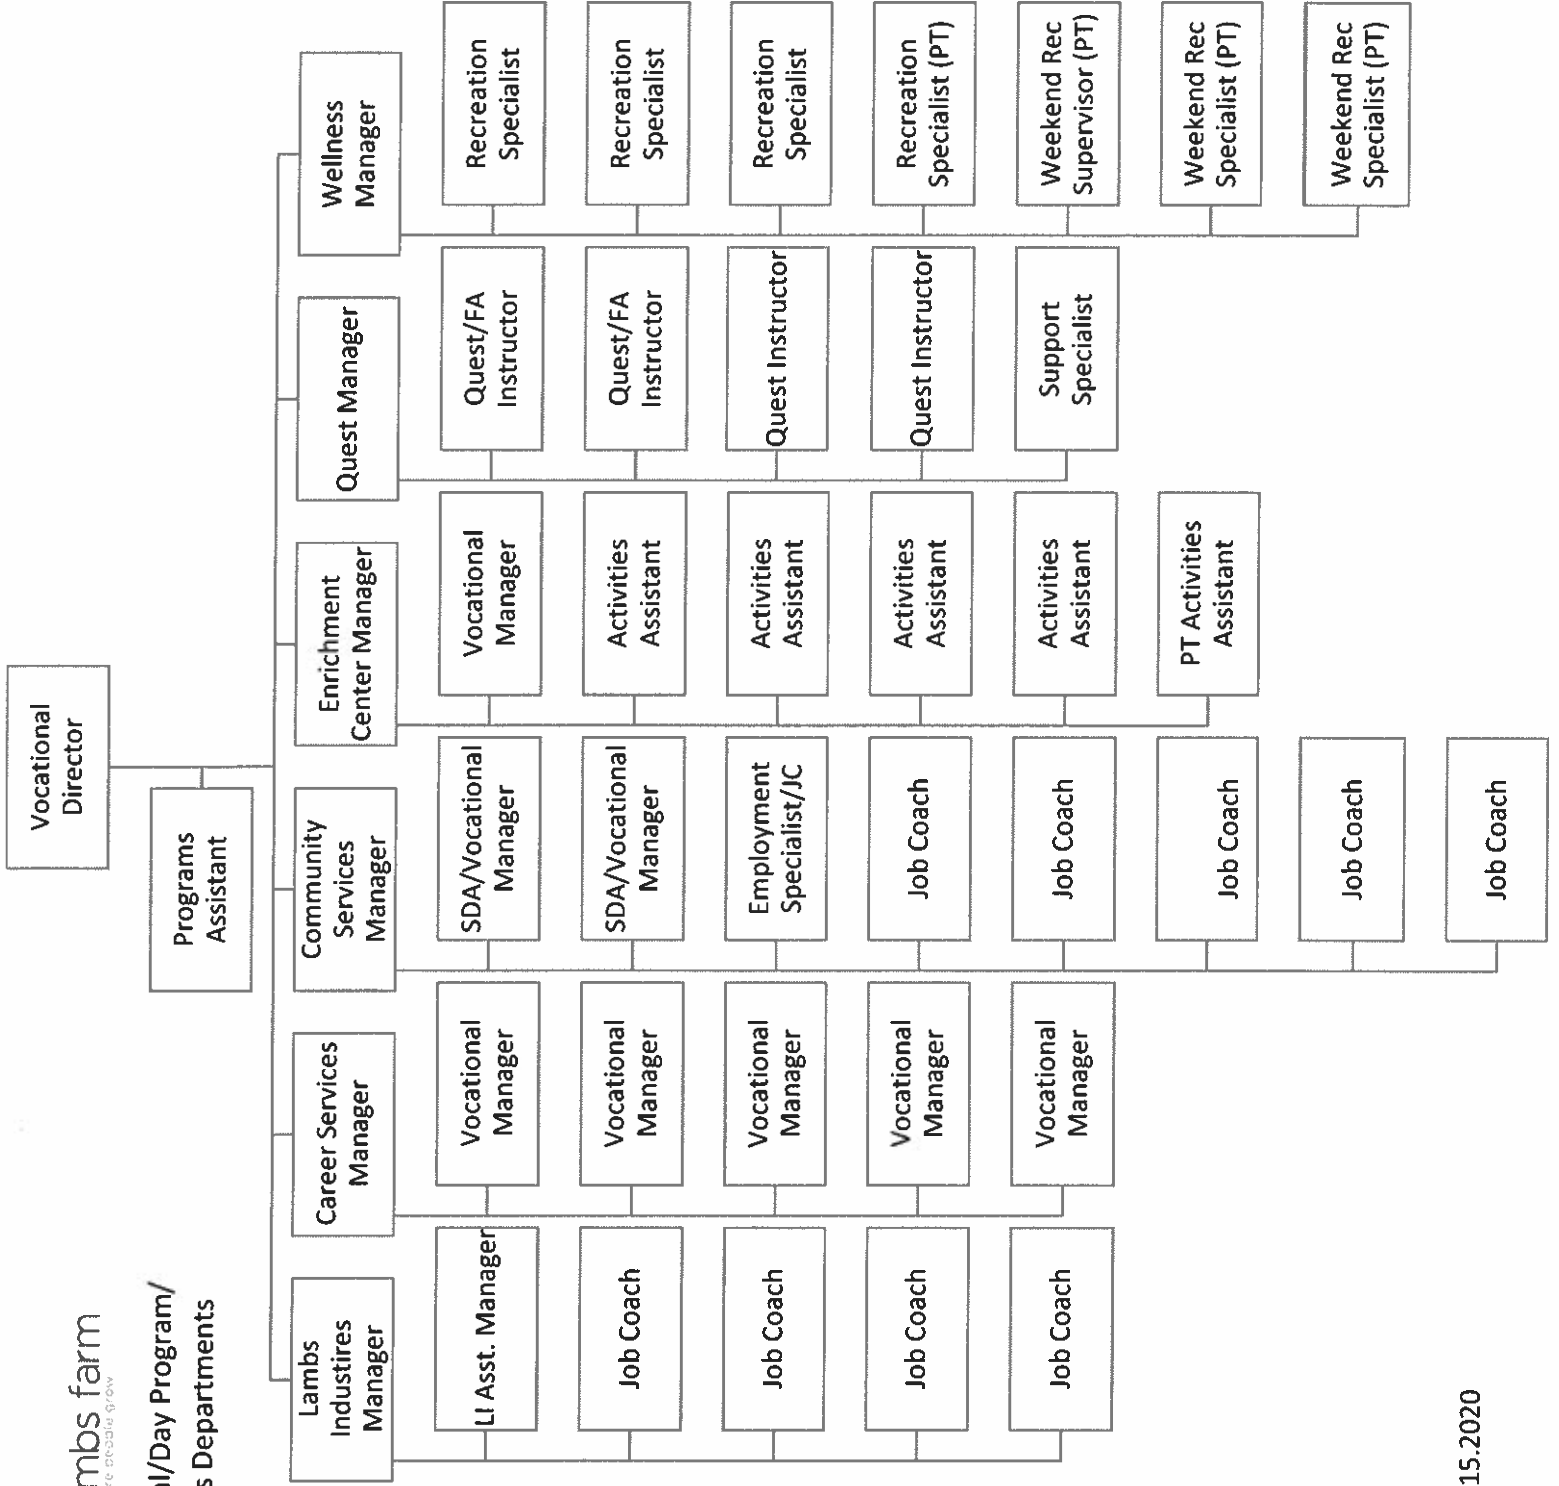 mbs farm
re people grow
al/Day Program/
s Departments
Vocational
Director
Programs
Assistant
Lambs
Industires
Manager
LI Asst. Manager
Job Coach
Job Coach
Job Coach
Job Coach
Career Services
Manager
Vocational
Manager
Vocational
Manager
Vocational
Manager
Vocational
Manager
Vocational
Manager
Community
Services
Manager
SDA/Vocational
Manager
SDA/Vocational
Manager
Employment
Specialist/JC
Job Coach
Job Coach
Job Coach
Job Coach
Job Coach
Enrichment
Center Manager
Vocational
Manager
Activities
Assistant
Activities
Assistant
Activities
Assistant
Activities
Assistant
PT Activities
Assistant
Quest Manager
Quest/FA
Instructor
Quest/FA
Instructor
Quest Instructor
Quest Instructor
Support
Specialist
Wellness
Manager
Recreation
Specialist
Recreation
Specialist
Recreation
Specialist
Recreation
Specialist (PT)
Weekend Rec
Supervisor (PT)
Weekend Rec
Specialist (PT)
Weekend Rec
Specialist (PT)
15.2020